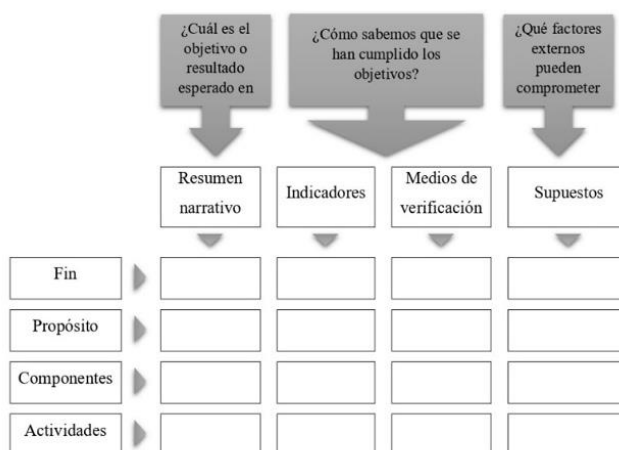 ¿Cuál es el
objetivo o
resultado
esperado en
¿Cómo sabemos que se
han cumplido los
objetivos?
¿Qué factores
externos
pueden
comprometer
Resumen
narrativo
Indicadores
Medios de
verificación
Supuestos
Fin
Propósito
Componentes
Actividades